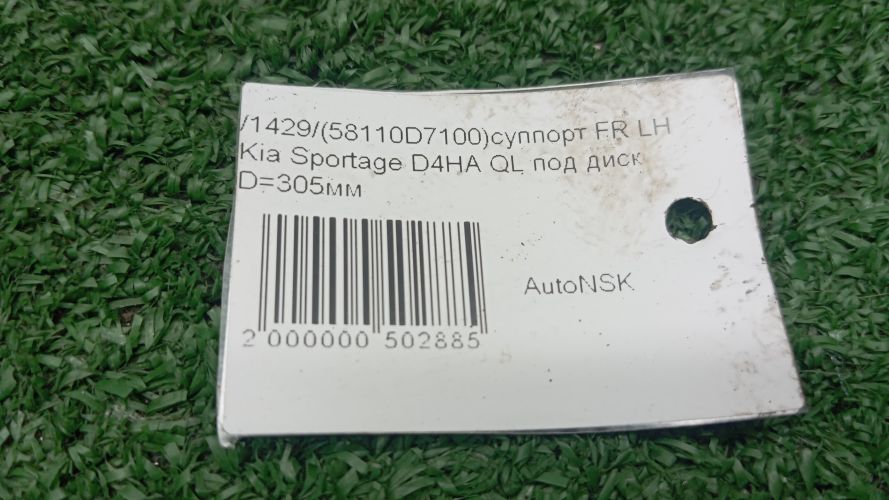 /1429/(58110D7100)суппорт FR LH
Kia Sportage D4HA QL под диск
D=305мм
AutoNSK
2 000000 502885